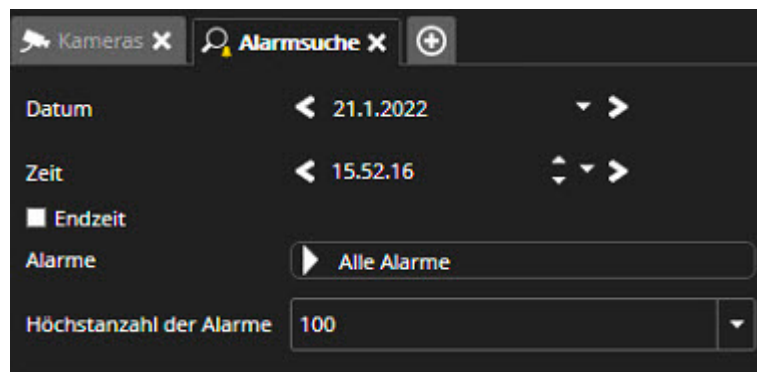 Kameras Alarmsuche
Datum 21.1.2022
Zeit 15.52.16
Endzeit
Alarme Alle Alarme
Höchstanzahl der Alarme 100